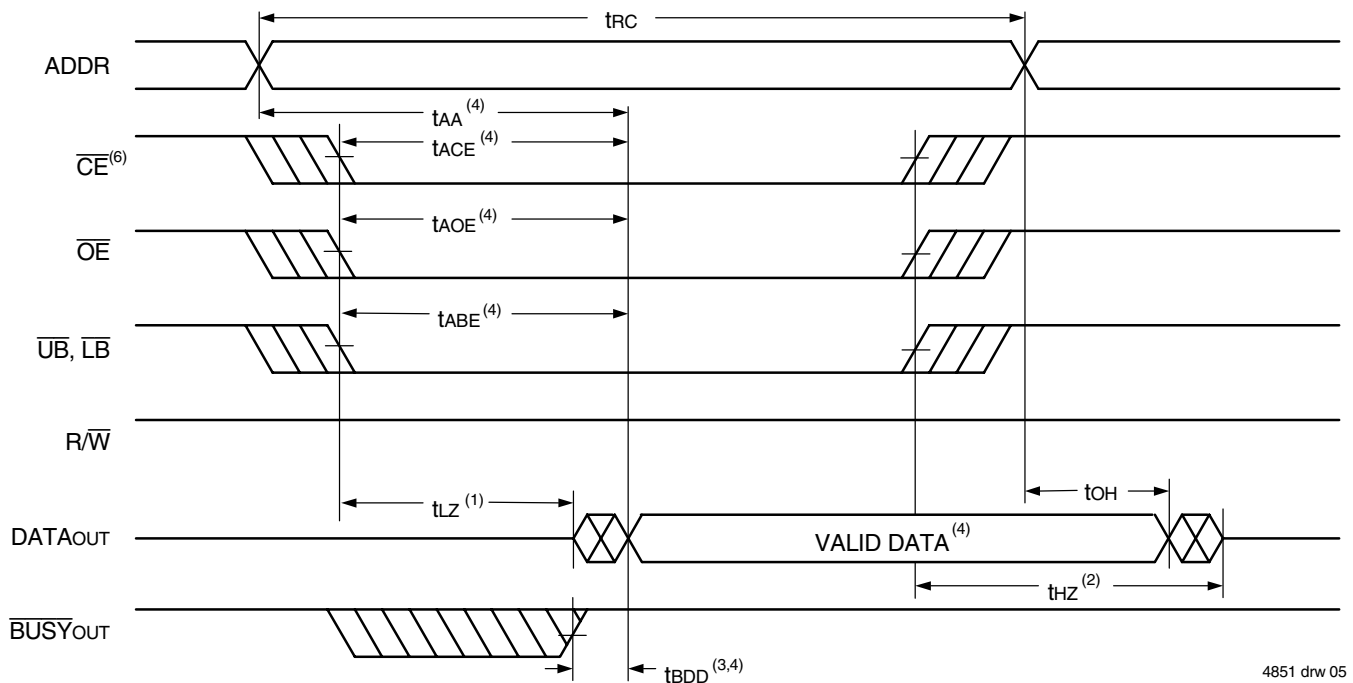 tRC
ADDR
tAA (4)
tACE (4)
CE(6)
tAOE (4)
OE
tABE (4)
UB, LB
R/W
tLZ (1)
tOH
DATAOUT
VALID DATA(4)
tHZ (2)
BUSYOUT
tBDD (3,4)
4851 drw 05